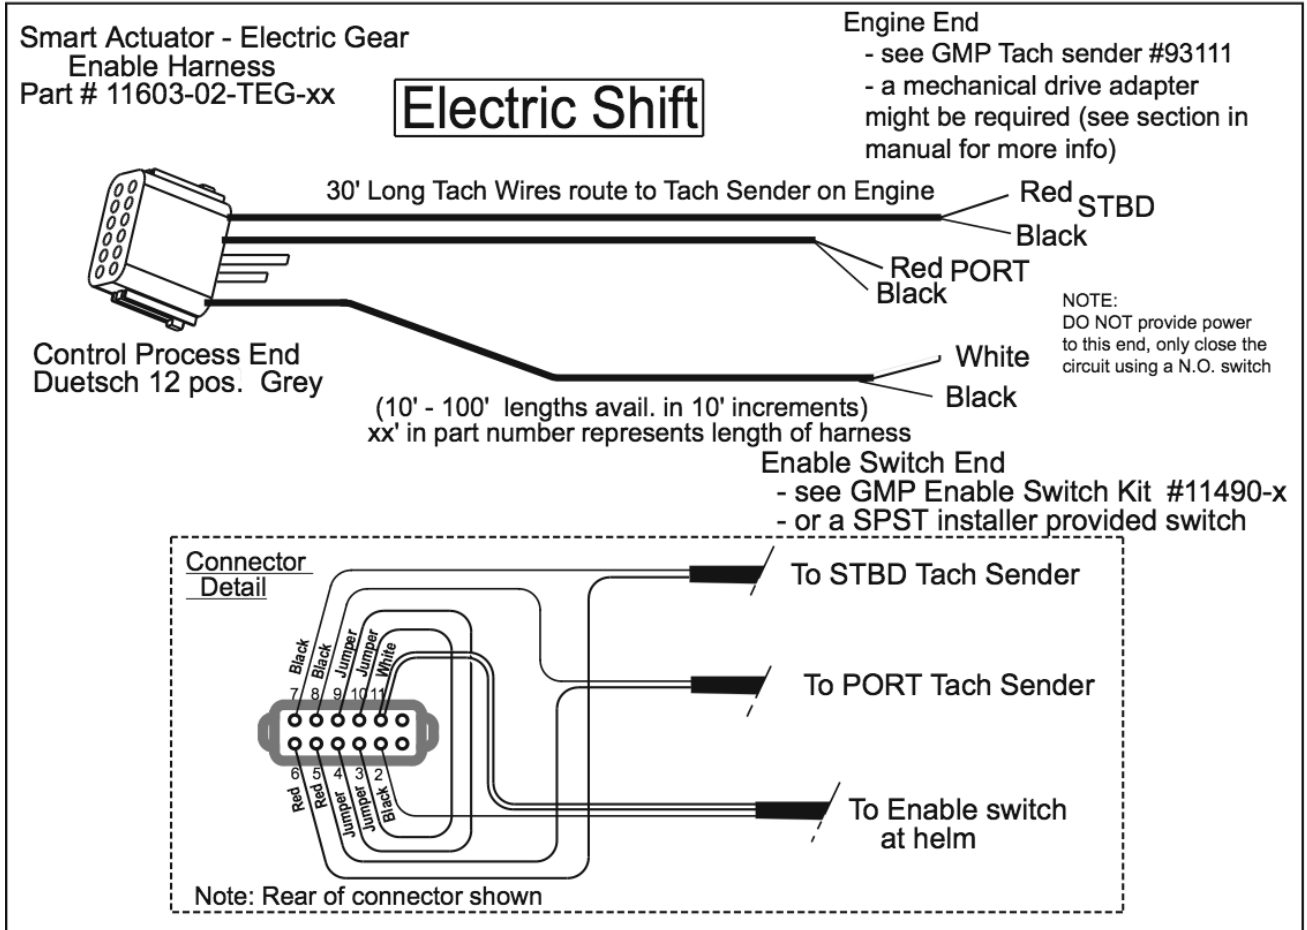 Smart Actuator - Electric Gear
Enable Harness
Part # 11603-02-TEG-xx
Electric Shift
Engine End
- see GMP Tach sender #93111
- a mechanical drive adapter
might be required (see section in
manual for more info)
30' Long Tach Wires route to Tach Sender on Engine
Red
STBD
Black
Red PORT
Black
NOTE:
DO NOT provide power
to this end, only close the
circuit using a N.O. switch
Control Process End
Duetsch 12 pos. Grey
White
Black
(10' - 100' lengths avail. in 10' increments)
xx' in part number represents length of harness
Enable Switch End
- see GMP Enable Switch Kit #11490-x
- or a SPST installer provided switch
Connector
Detail
To STBD Tach Sender
To PORT Tach Sender
To Enable switch
at helm
Black
Black
Jumper
Jumper
White
7 8 9 10 11
6 5 4 3 2
Red
Red
Jumper
Jumper
Black
Note: Rear of connector shown